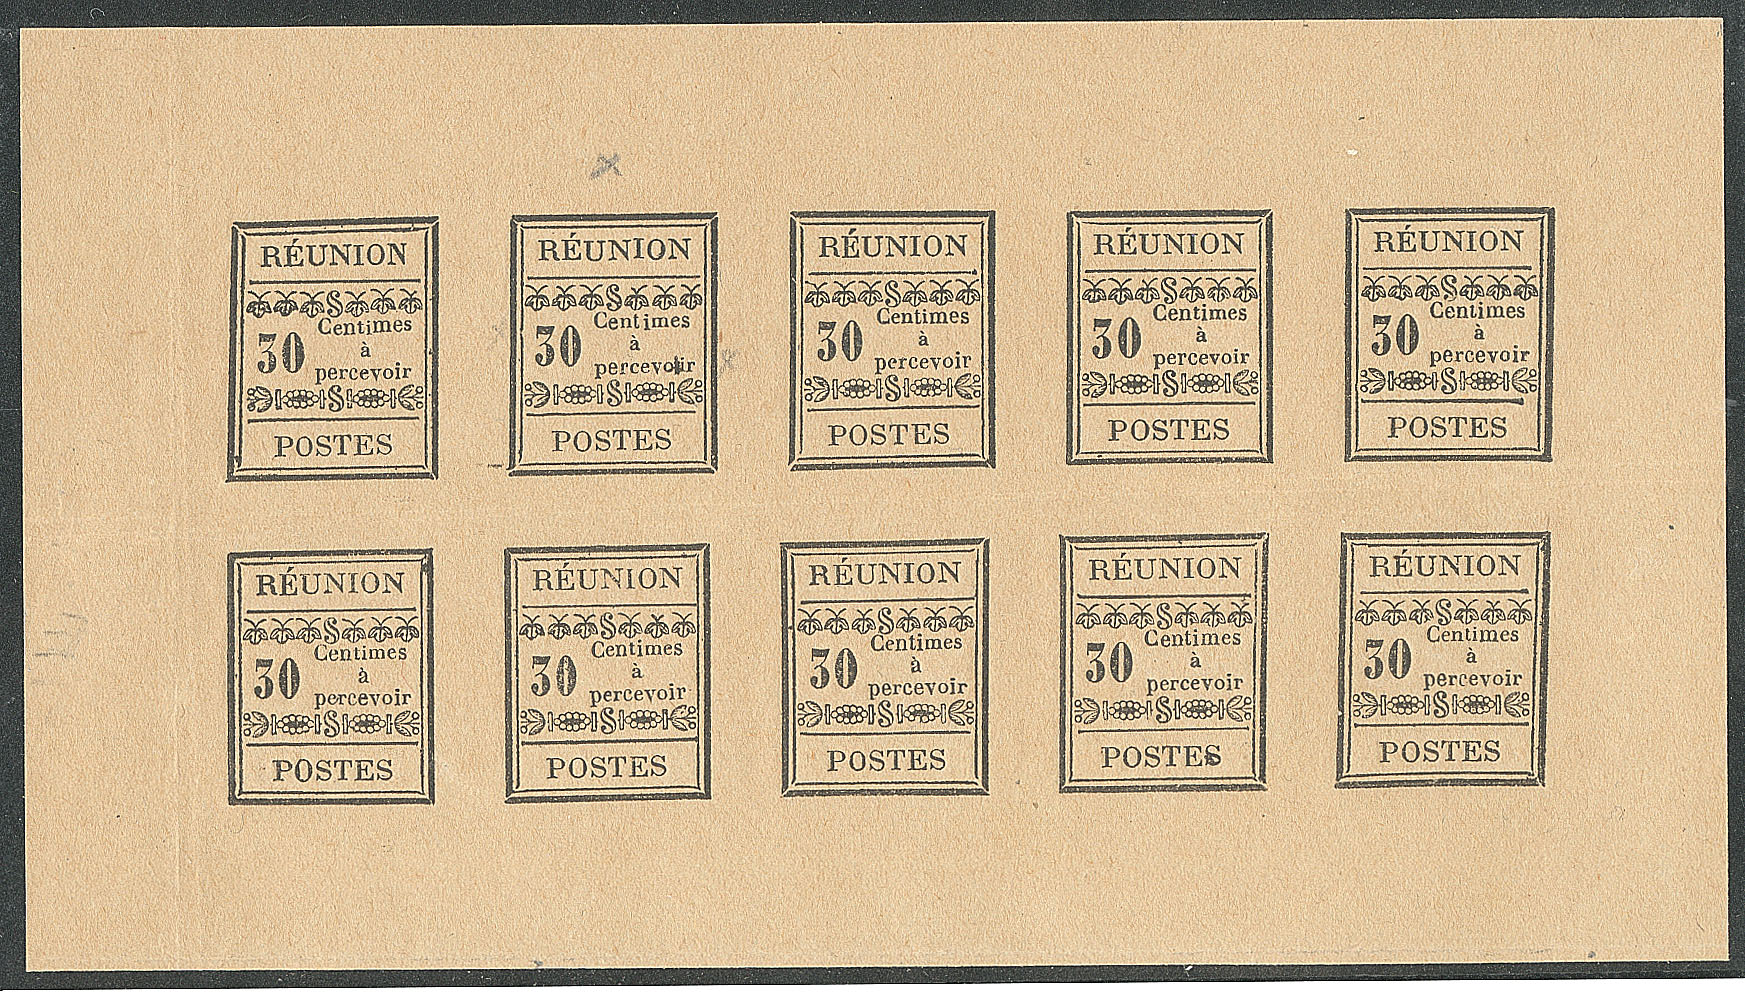 RÉUNION
30 Centimes
à
percevoir
POSTES
RÉUNION
30 Centimes
à
percevoir
POSTES
RÉUNION
30 Centimes
à
percevoir
POSTES
RÉUNION
30 Centimes
à
percevoir
POSTES
RÉUNION
30 Centimes
à
percevoir
POSTES
RÉUNION
30 Centimes
à
percevoir
POSTES
RÉUNION
30 Centimes
à
percevoir
POSTES
RÉUNION
30 Centimes
à
percevoir
POSTES
RÉUNION
30 Centimes
à
percevoir
POSTES
RÉUNION
30 Centimes
à
percevoir
POSTES